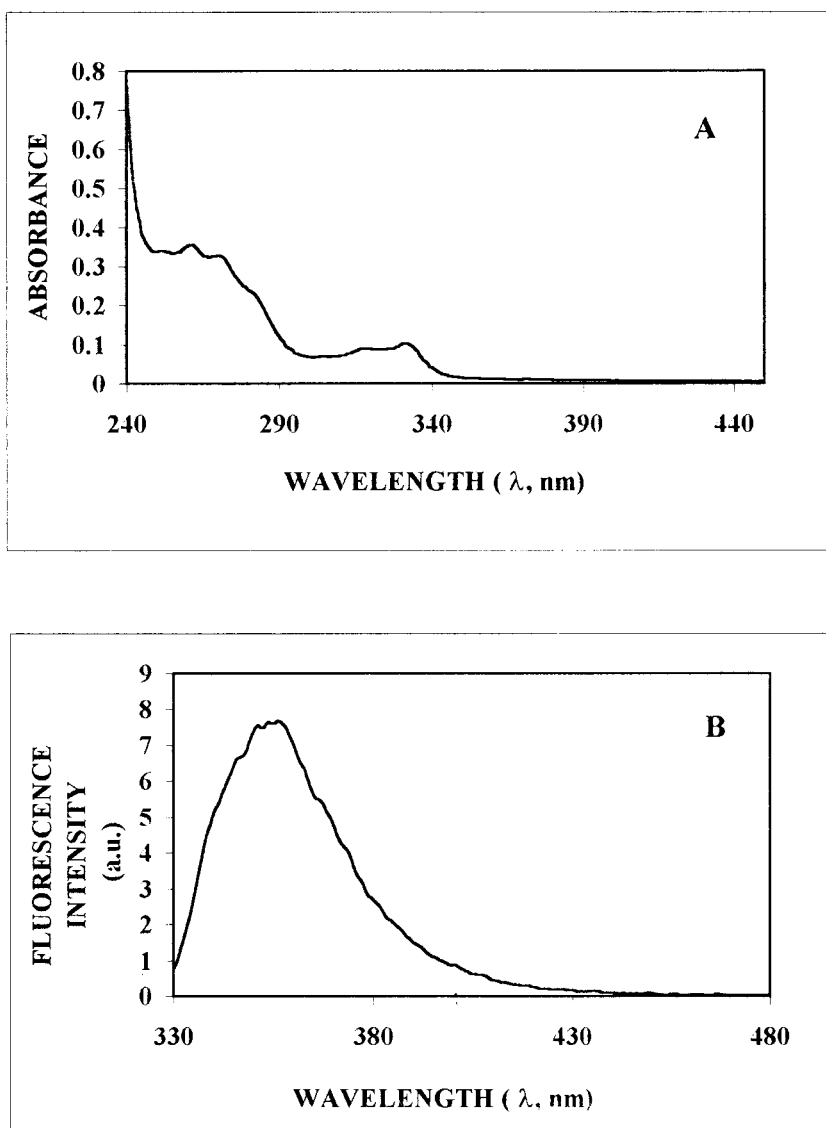 A
ABSORBANCE
0.8
0.7
0.6
0.5
0.4
0.3
0.2
0.1
0
240 290 340 390 440
WAVELENGTH ( λ, nm)
B
FLUORESCENCE
INTENSITY
(a.u.)
9
8
7
6
5
4
3
2
1
0
330 380 430 480
WAVELENGTH ( λ, nm)